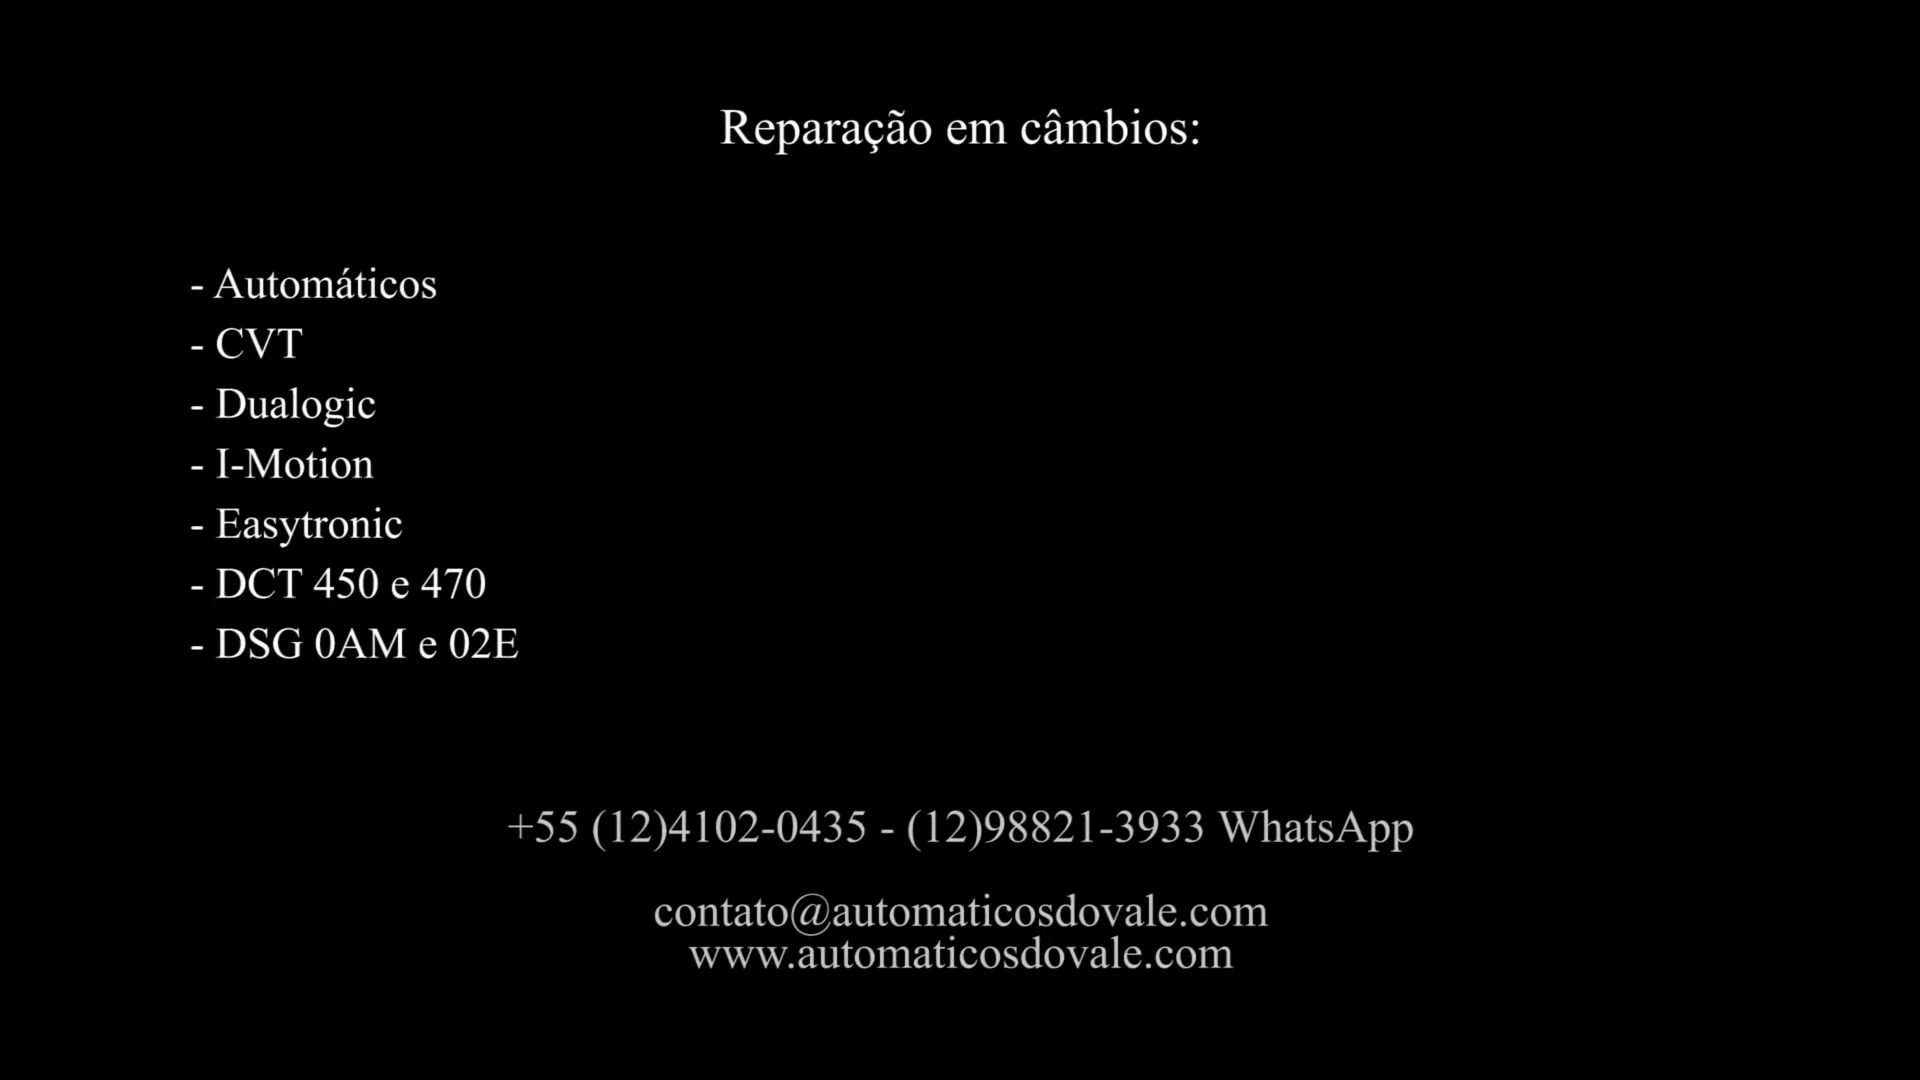 Reparação em câmbios:
- Automáticos
- CVT
- Dualogic
- I-Motion
- Easytronic
- DCT 450 e 470
- DSG 0AM e 02E
+55 (12)4102-0435 - (12)98821-3933 WhatsApp
contato@automaticosdovale.com
www.automaticosdovale.com